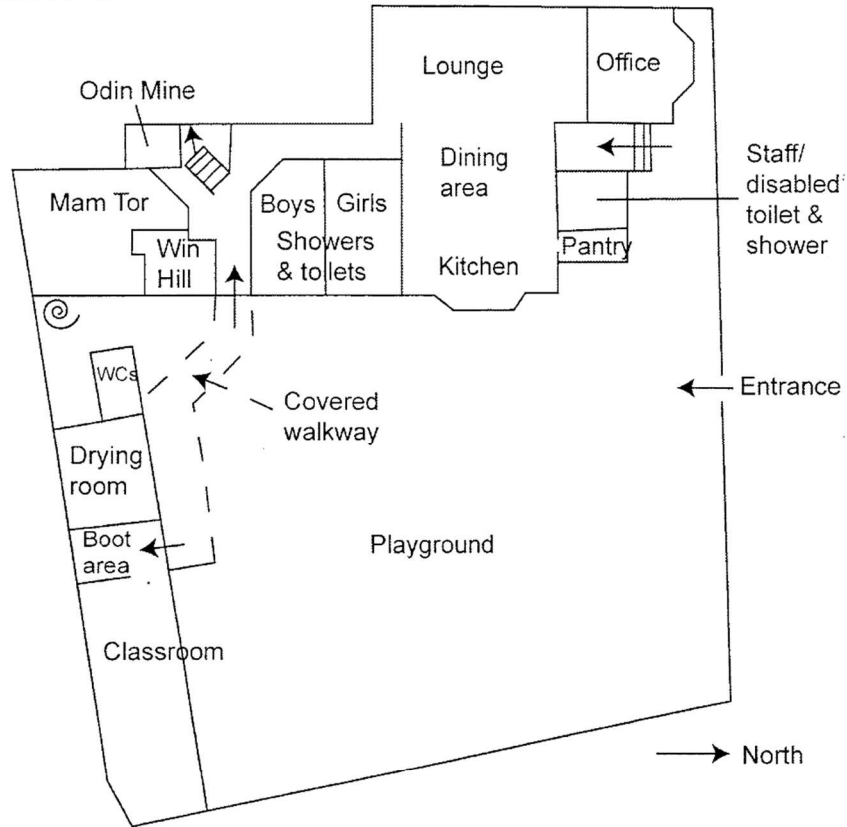 Lounge
Office
Odin Mine
Dining
area
Staff/
disabled
toilet &
shower
Mam Tor
Boys
Girls
Showers
& toilets
Win
Hill
Kitchen
Pantry
WCs
Entrance
Covered
walkway
Drying
room
Boot
area
Playground
Classroom
North